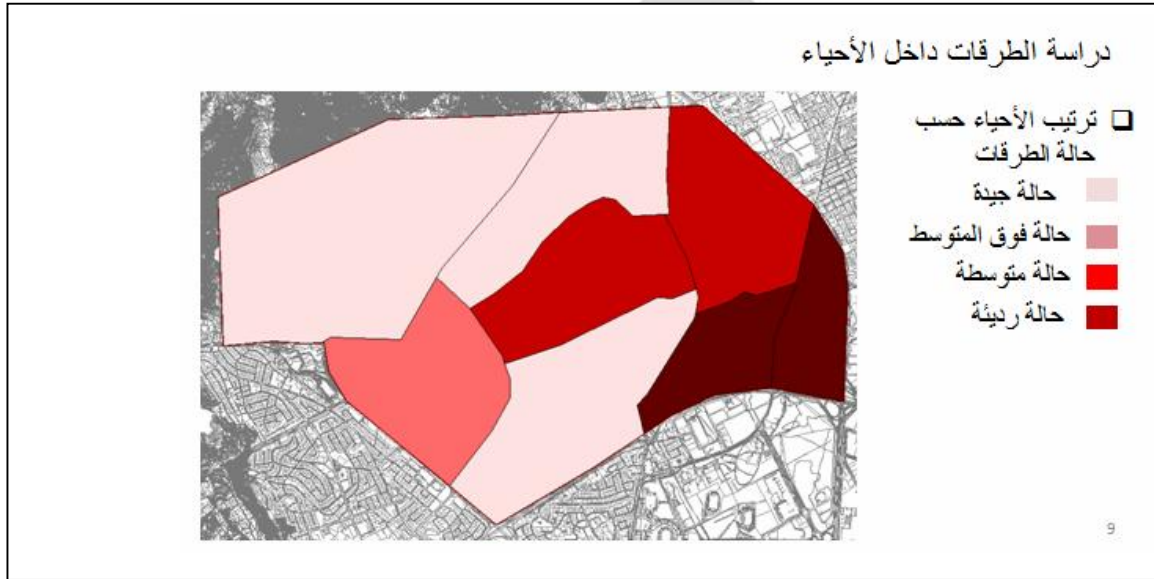 دراسة الطرقات داخل الأحياء
ترتيب الأحياء حسب
حالة الطرقات
حالة جيدة
حالة فوق المتوسط
حالة متوسطة
حالة رديئة
9